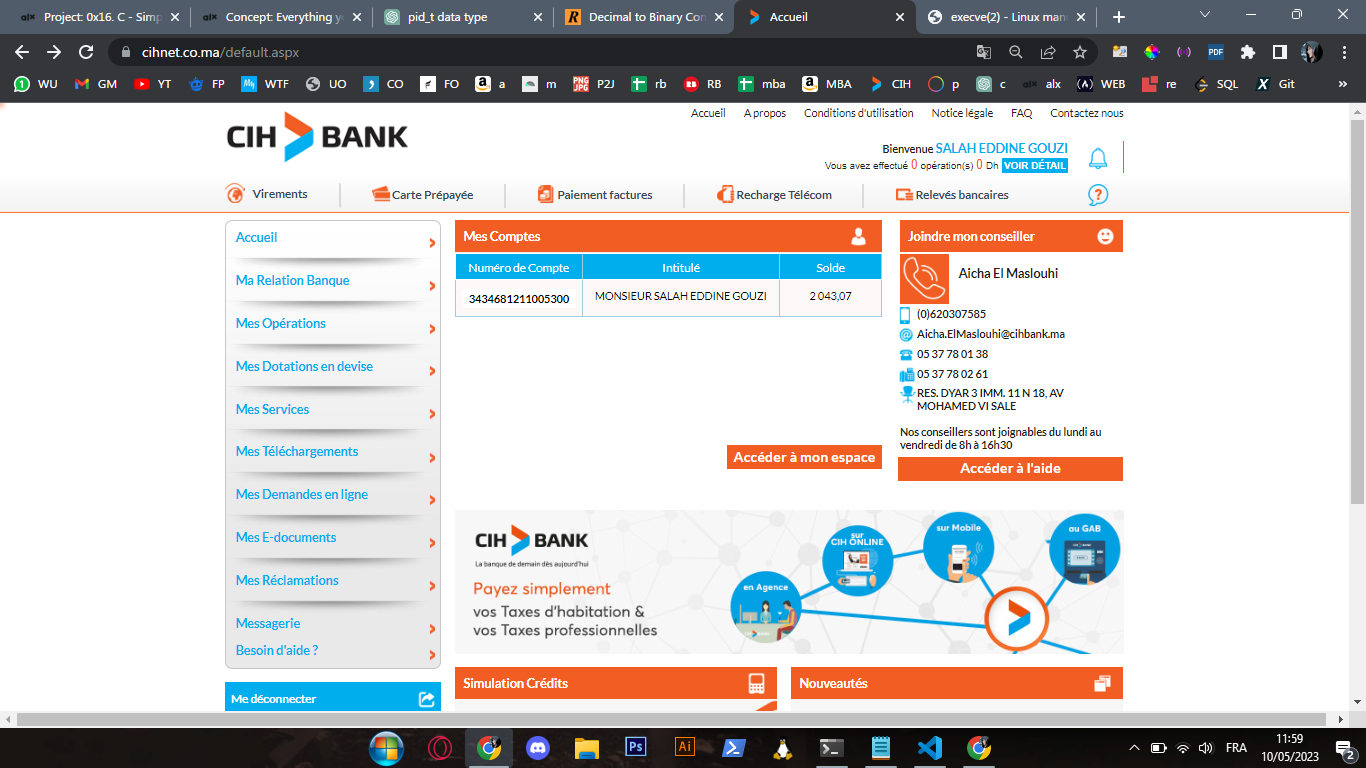 Project: 0x16. C - Simp
Concept: Everything y
pid_t data type
Decimal to Binary Con
Accueil
execve(2) - Linux man
cihnet.co.ma/default.aspx
WU GM YT FP WTF UO CO FO a m P2J rb RB mba MBA CIH p c alx WEB re SQL Git »
CIH BANK
Accueil A propos Conditions d'utilisation Notice légale FAQ Contactez nous
Bienvenue SALAH EDDINE GOUZI
Vous avez effectué 0 opération(s) 0 Dh VOIR DÉTAIL
Virements Carte Prépayée Paiement factures Recharge Télécom Relevés bancaires
Accueil
Ma Relation Banque
Mes Opérations
Mes Dotations en devise
Mes Services
Mes Téléchargements
Mes Demandes en ligne
Mes E-documents
Mes Réclamations
Messagerie
Besoin d'aide ?
Me déconnecter
Mes Comptes
Numéro de Compte Intitulé Solde
3434681211005300 MONSIEUR SALAH EDDINE GOUZI 2 043,07
Accéder à mon espace
Joindre mon conseiller
Aicha El Maslouhi
(0)620307585
Aicha.ElMaslouhi@cihbank.ma
05 37 78 01 38
05 37 78 02 61
RES. DYAR 3 IMM. 11 N 18, AV
MOHAMED VI SALE
Nos conseillers sont joignables du lundi au
vendredi de 8h à 16h30
Accéder à l'aide
CIH BANK
La banque de demain dès aujourd'hui
Payez simplement
vos Taxes d'habitation &
vos Taxes professionnelles
en Agence
sur
CIH ONLINE
sur Mobile
au GAB
Simulation Crédits
Nouveautés
FRA
11:59
10/05/2023
2